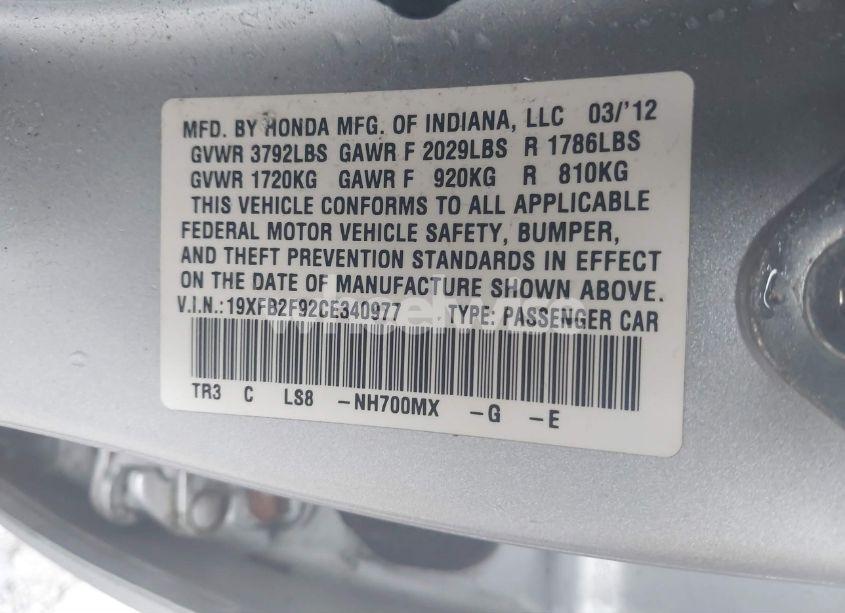 MFD. BY HONDA MFG. OF INDIANA, LLC 03/'12
GVWR 3792LBS GAWR F 2029LBS R 1786LBS
GVWR 1720KG GAWR F 920KG R 810KG
THIS VEHICLE CONFORMS TO ALL APPLICABLE
FEDERAL MOTOR VEHICLE SAFETY, BUMPER,
AND THEFT PREVENTION STANDARDS IN EFFECT
ON THE DATE OF MANUFACTURE SHOWN ABOVE.
V.I.N.: 19XFB2F92CE340977 TYPE: PASSENGER CAR
TR3 C LS8 -NH700MX -G -E